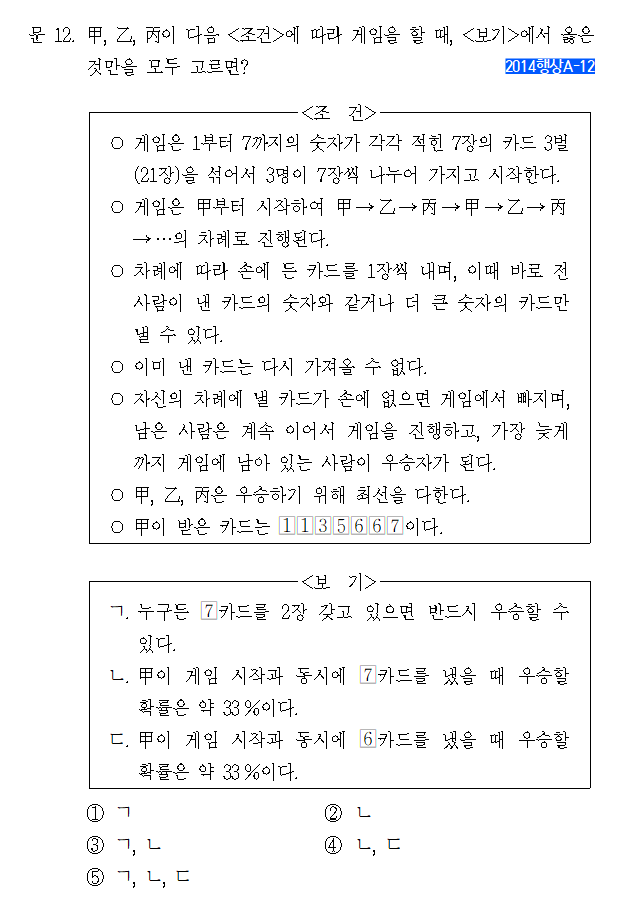 문 12. 甲, 乙, 丙이 다음 <조건>에 따라 게임을 할 때, <보기>에서 옳은
것만을 모두 고르면?
2014행상A-12
<조 건>
○ 게임은 1부터 7까지의 숫자가 각각 적힌 7장의 카드 3벌
(21장)을 섞어서 3명이 7장씩 나누어 가지고 시작한다.
○ 게임은 甲부터 시작하여 甲→乙→丙→甲→乙→丙
→…의 차례로 진행된다.
○ 차례에 따라 손에 든 카드를 1장씩 내며, 이때 바로 전
사람이 낸 카드의 숫자와 같거나 더 큰 숫자의 카드만
낼 수 있다.
○ 이미 낸 카드는 다시 가져올 수 없다.
○ 자신의 차례에 낼 카드가 손에 없으면 게임에서 빠지며,
남은 사람은 계속 이어서 게임을 진행하고, 가장 늦게
까지 게임에 남아 있는 사람이 우승자가 된다.
○ 甲, 乙, 丙은 우승하기 위해 최선을 다한다.
○ 甲이 받은 카드는 1 1 3 5 6 6 7이다.
<보 기>
ㄱ. 누구든 7카드를 2장 갖고 있으면 반드시 우승할 수
있다.
ㄴ. 甲이 게임 시작과 동시에 7카드를 냈을 때 우승할
확률은 약 33%이다.
ㄷ. 甲이 게임 시작과 동시에 6카드를 냈을 때 우승할
확률은 약 33%이다.
① ㄱ ② ㄴ
③ ㄱ, ㄴ ④ ㄴ, ㄷ
⑤ ㄱ, ㄴ, ㄷ